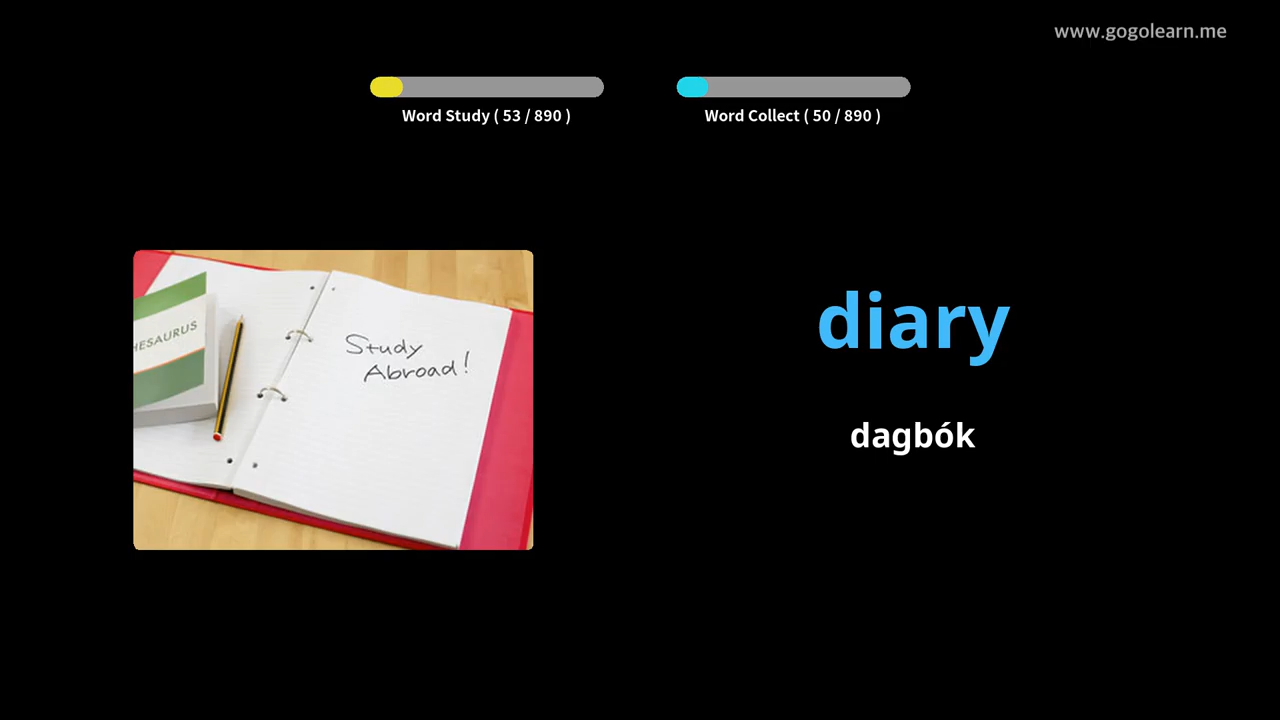 www.gogolearn.me
Word Study ( 53 / 890 )
Word Collect ( 50 / 890 )
HESAURUS
Study
Abroad!
diary
dagbók